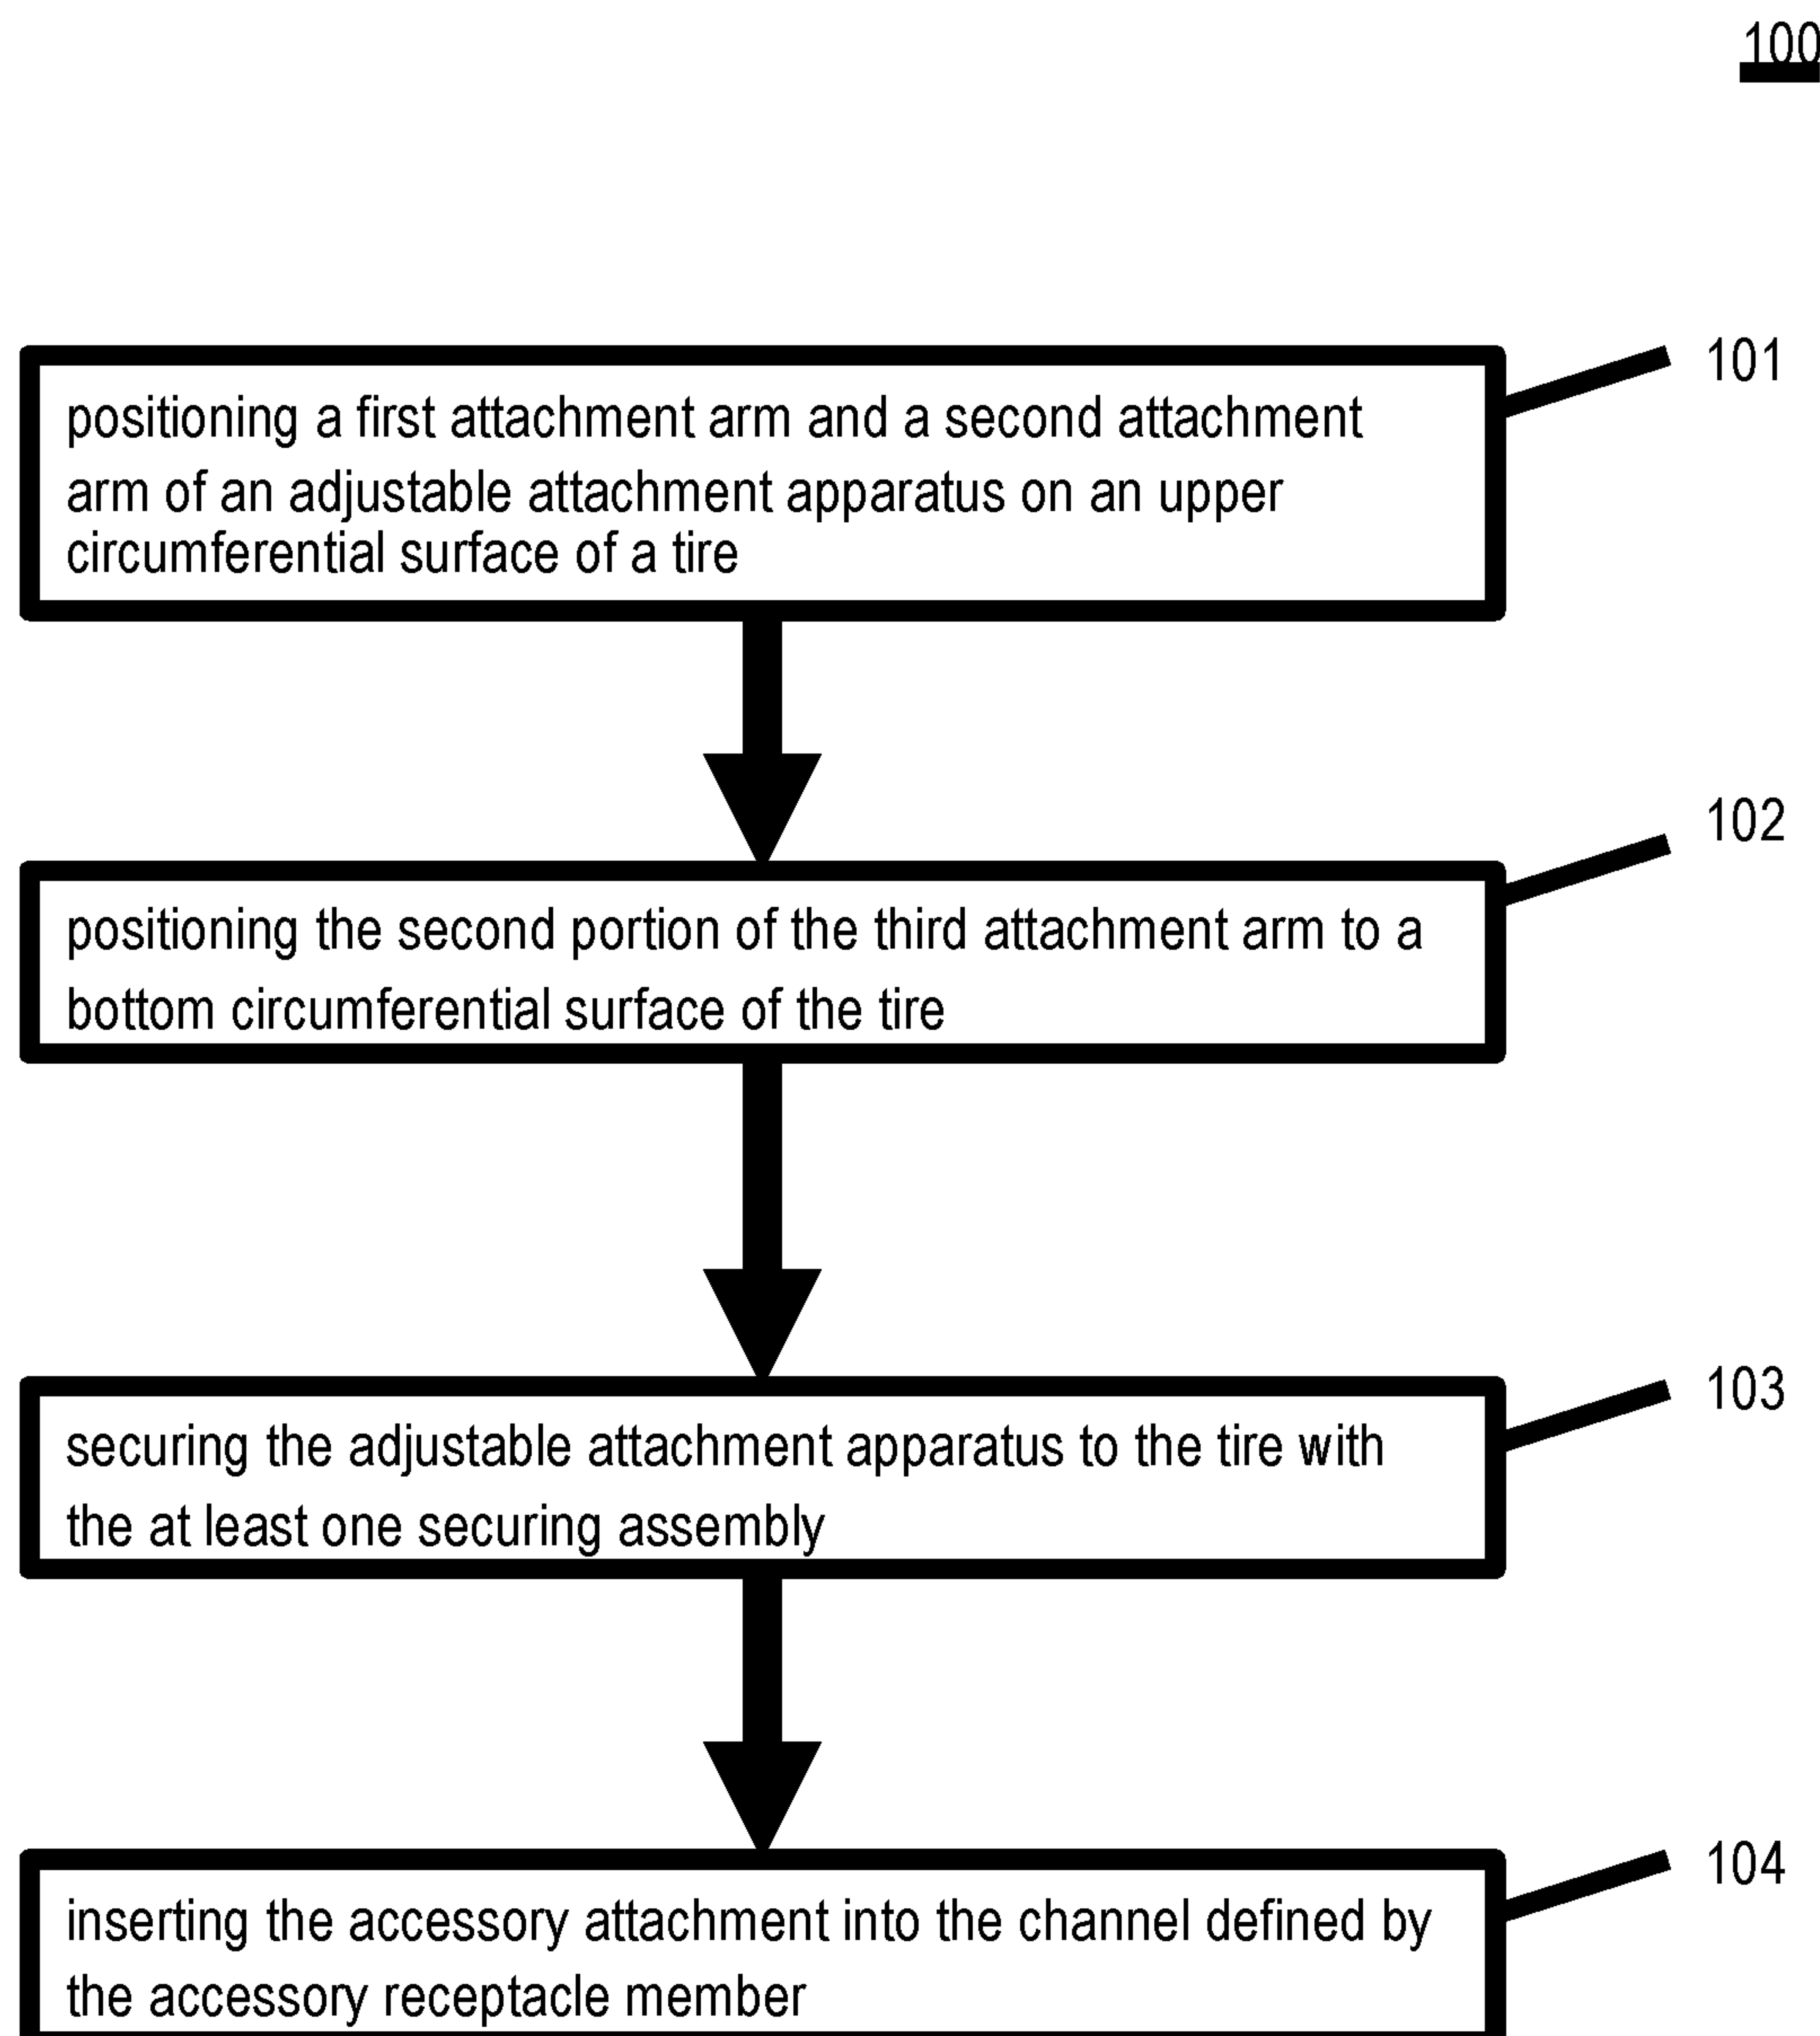 100
101
positioning a first attachment arm and a second attachment
arm of an adjustable attachment apparatus on an upper
circumferential surface of a tire
102
positioning the second portion of the third attachment arm to a
bottom circumferential surface of the tire
103
securing the adjustable attachment apparatus to the tire with
the at least one securing assembly
104
inserting the accessory attachment into the channel defined by
the accessory receptacle member